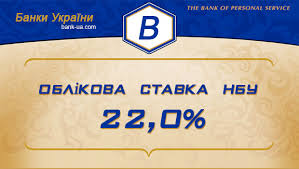 Банки України
bank-ua.com
THE BANK OF PERSONAL SERVICE
B
ОБЛІКОВА СТАВКА НБУ
22,0%